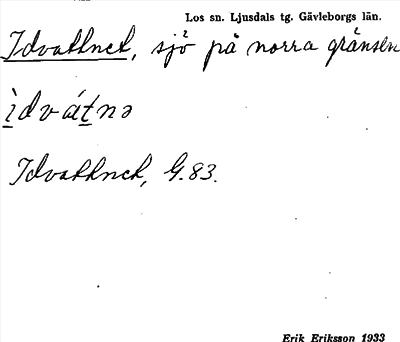 Los sn. Ljusdals tg. Gävleborgs län.
Idvattnet, sjö på norra gränsen
ìdvátnə
Idvattnet, G.83.
Erik Eriksson 1933